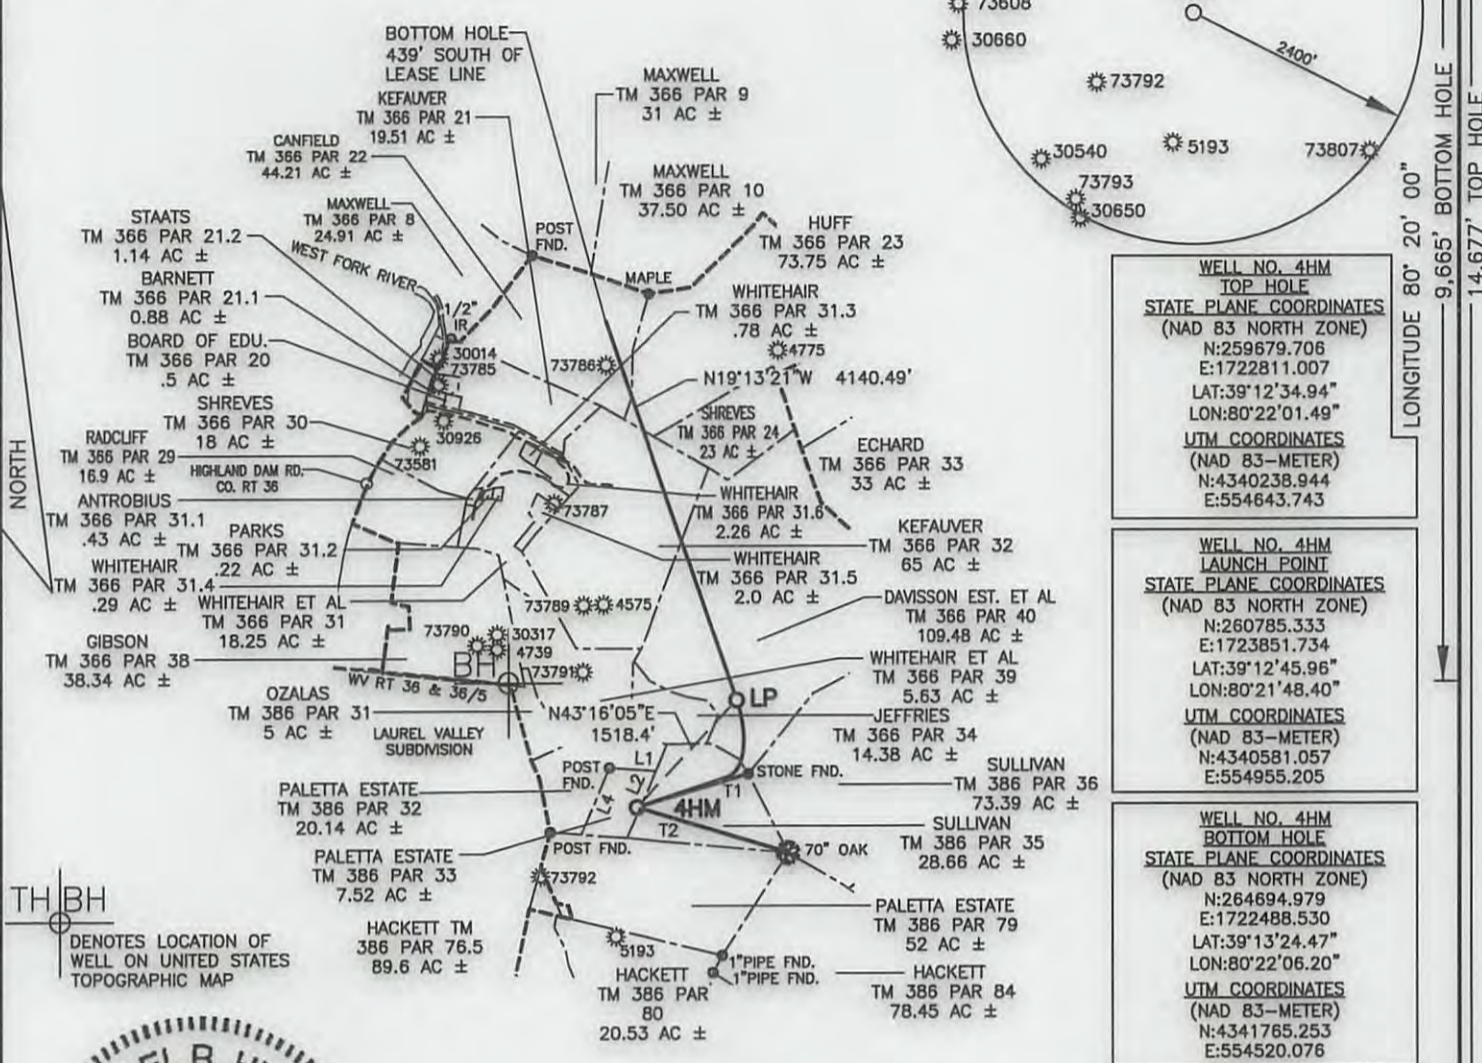 BOTTOM HOLE
439' SOUTH OF
LEASE LINE
KEFAUVER
TM 366 PAR 21
19.51 AC ±
CANFIELD
TM 366 PAR 22
44.21 AC ±
MAXWELL
TM 366 PAR 8
24.91 AC ±
STAATS
TM 366 PAR 21.2
1.14 AC ±
WEST FORK RIVER
BARNETT
TM 366 PAR 21.1
0.88 AC ±
BOARD OF EDU.
TM 366 PAR 20
.5 AC ±
SHREVES
TM 366 PAR 30
18 AC ±
RADCLIFF
TM 366 PAR 29
16.9 AC ±
HIGHLAND DAM RD.
CO. RT 36
ANTROBIUS
TM 366 PAR 31.1
.43 AC ±
PARKS
TM 366 PAR 31.2
.22 AC ±
WHITEHAIR
TM 366 PAR 31.4
.29 AC ±
WHITEHAIR ET AL
TM 366 PAR 31
18.25 AC ±
GIBSON
TM 366 PAR 38
38.34 AC ±
WV RT 36 & 36/5
OZALAS
TM 386 PAR 31
5 AC ±
LAUREL VALLEY
SUBDIVISION
PALETTA ESTATE
TM 386 PAR 32
20.14 AC ±
PALETTA ESTATE
TM 386 PAR 33
7.52 AC ±
HACKETT TM
386 PAR 76.5
89.6 AC ±
NORTH
TH BH
DENOTES LOCATION OF
WELL ON UNITED STATES
TOPOGRAPHIC MAP
MAXWELL
TM 366 PAR 9
31 AC ±
MAXWELL
TM 366 PAR 10
37.50 AC ±
POST
FND.
MAPLE
HUFF
TM 366 PAR 23
73.75 AC ±
WHITEHAIR
TM 366 PAR 31.3
.78 AC ±
4775
1/2"
IR
30014
73785
73786
N19°13'21"W 4140.49'
30926
73581
SHREVES
TM 366 PAR 24
23 AC ±
ECHARD
TM 366 PAR 33
33 AC ±
73787
WHITEHAIR
TM 366 PAR 31.6
2.26 AC ±
KEFAUVER
TM 366 PAR 32
65 AC ±
WHITEHAIR
TM 366 PAR 31.5
2.0 AC ±
73789
4575
DAVISSON EST. ET AL
TM 366 PAR 40
109.48 AC ±
73790
30317
4739
BH
73791
WHITEHAIR ET AL
TM 366 PAR 39
5.63 AC ±
LP
N43°16'05"E
1518.4'
JEFFRIES
TM 366 PAR 34
14.38 AC ±
POST
FND.
L1
L2
L4
STONE FND.
SULLIVAN
TM 386 PAR 36
73.39 AC ±
T1
4HM
T2
SULLIVAN
TM 386 PAR 35
28.66 AC ±
POST FND.
70" OAK
73792
PALETTA ESTATE
TM 386 PAR 79
52 AC ±
5193
1"PIPE FND.
1"PIPE FND.
HACKETT
TM 386 PAR
80
20.53 AC ±
HACKETT
TM 386 PAR 84
78.45 AC ±
73608
30660
2400'
73792
30540
5193
73807
73793
30650
LONGITUDE 80° 20' 00"
9,665' BOTTOM HOLE
14,677' TOP HOLE
WELL NO. 4HM
TOP HOLE
STATE PLANE COORDINATES
(NAD 83 NORTH ZONE)
N:259679.706
E:1722811.007
LAT:39°12'34.94"
LON:80°22'01.49"
UTM COORDINATES
(NAD 83-METER)
N:4340238.944
E:554643.743
WELL NO. 4HM
LAUNCH POINT
STATE PLANE COORDINATES
(NAD 83 NORTH ZONE)
N:260785.333
E:1723851.734
LAT:39°12'45.96"
LON:80°21'48.40"
UTM COORDINATES
(NAD 83-METER)
N:4340581.057
E:554955.205
WELL NO. 4HM
BOTTOM HOLE
STATE PLANE COORDINATES
(NAD 83 NORTH ZONE)
N:264694.979
E:1722488.530
LAT:39°13'24.47"
LON:80°22'06.20"
UTM COORDINATES
(NAD 83-METER)
N:4341765.253
E:554520.076